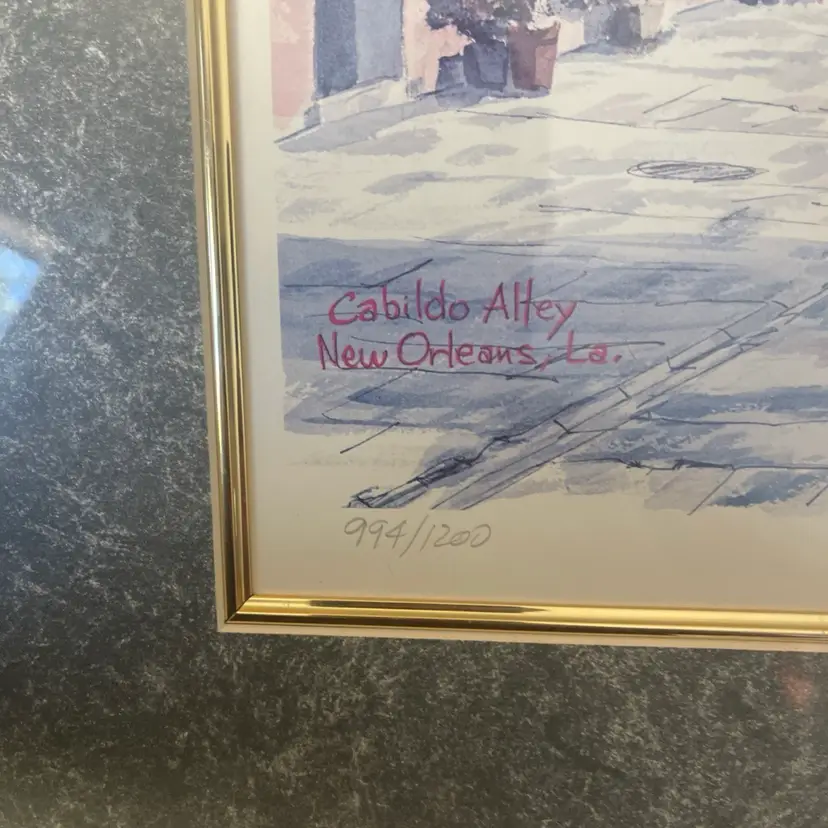 Cabildo Alley
New Orleans, La.
994/1200